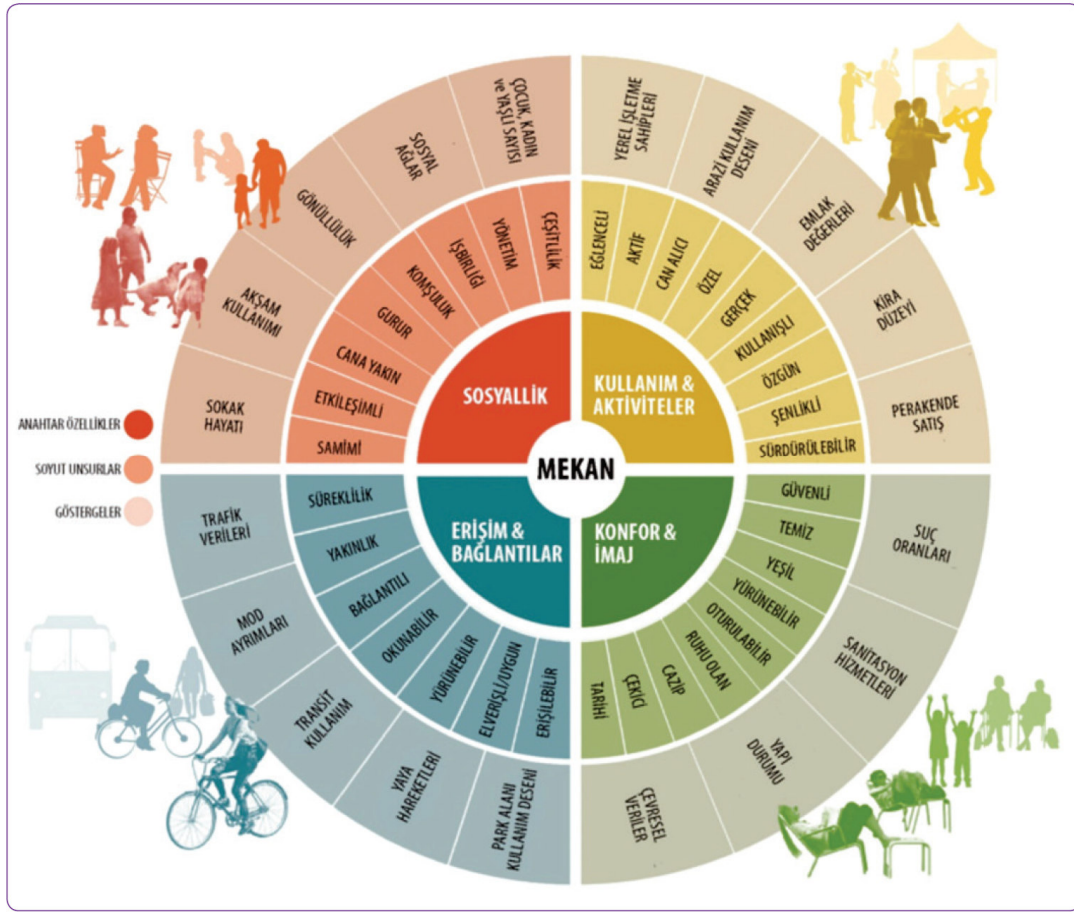 ÇOCUK, KADIN
ve YAŞLI SAYISI
SOSYAL
AĞLAR
GÖNÜLLÜLÜK
AKŞAM
KULLANIMI
SOKAK
HAYATI
ÇEŞİTLİLİK
YÖNETİM
İŞBİRLİĞİ
KOMŞULUK
GURUR
CANA YAKIN
ETKİLEŞİMLİ
SAMİMİ
SOSYALLİK
YEREL İŞLETME
SAHİPLERİ
ARAZİ KULLANIM
DESENİ
EMLAK
DEĞERLERİ
KİRA
DÜZEYİ
PERAKENDE
SATIŞ
EĞLENCELİ
AKTİF
CAN ALICI
ÖZEL
GERÇEK
KULLANIŞLI
ÖZGÜN
ŞENLİKLİ
SÜRDÜRÜLEBİLİR
KULLANIM &
AKTİVİTELER
MEKAN
ANAHTAR ÖZELLİKLER
SOYUT UNSURLAR
GÖSTERGELER
ERİŞİM &
BAĞLANTILAR
SÜREKLİLİK
YAKINLIK
BAĞLANTILI
OKUNABİLİR
YÜRÜNEBİLİR
ELVERİŞLİ/UYGUN
ERİŞİLEBİLİR
TRAFİK
VERİLERİ
MOD
AYRIMLARI
TRANSİT
KULLANIM
YAYA
HAREKETLERİ
PARK ALANI
KULLANIM DESENİ
KONFOR &
İMAJ
GÜVENLİ
TEMİZ
YEŞİL
YÜRÜNEBİLİR
OTURULABİLİR
RUHU OLAN
CAZİP
ÇEKİCİ
TARİHİ
SUÇ
ORANLARI
SANİTASYON
HİZMETLERİ
YAPI
DURUMU
ÇEVRESEL
VERİLER